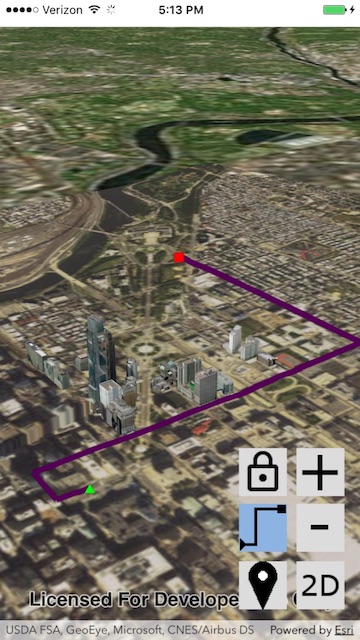 Verizon 5:13 PM
+
-
2D
Licensed For Develope
USDA FSA, GeoEye, Microsoft, CNES/Airbus DS Powered by Esri